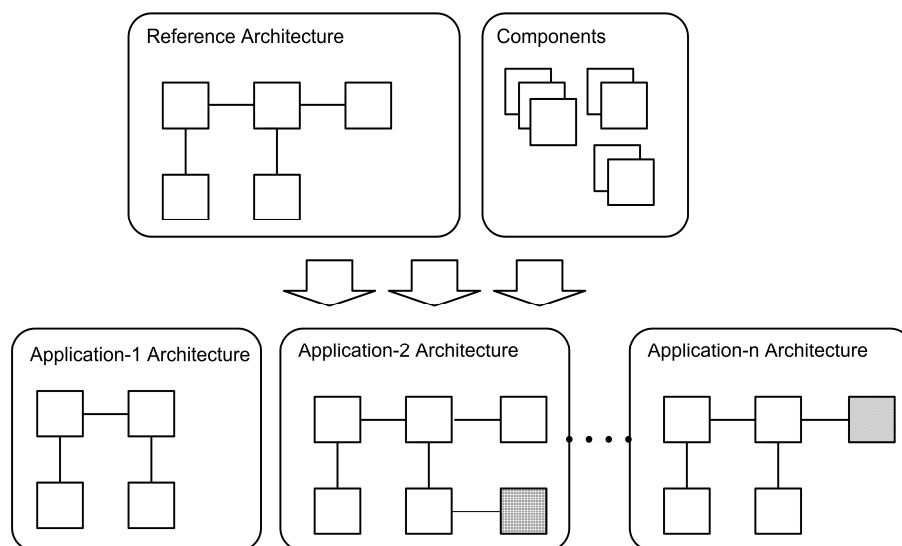 Reference Architecture
Components
Application-1 Architecture
Application-2 Architecture
Application-n Architecture